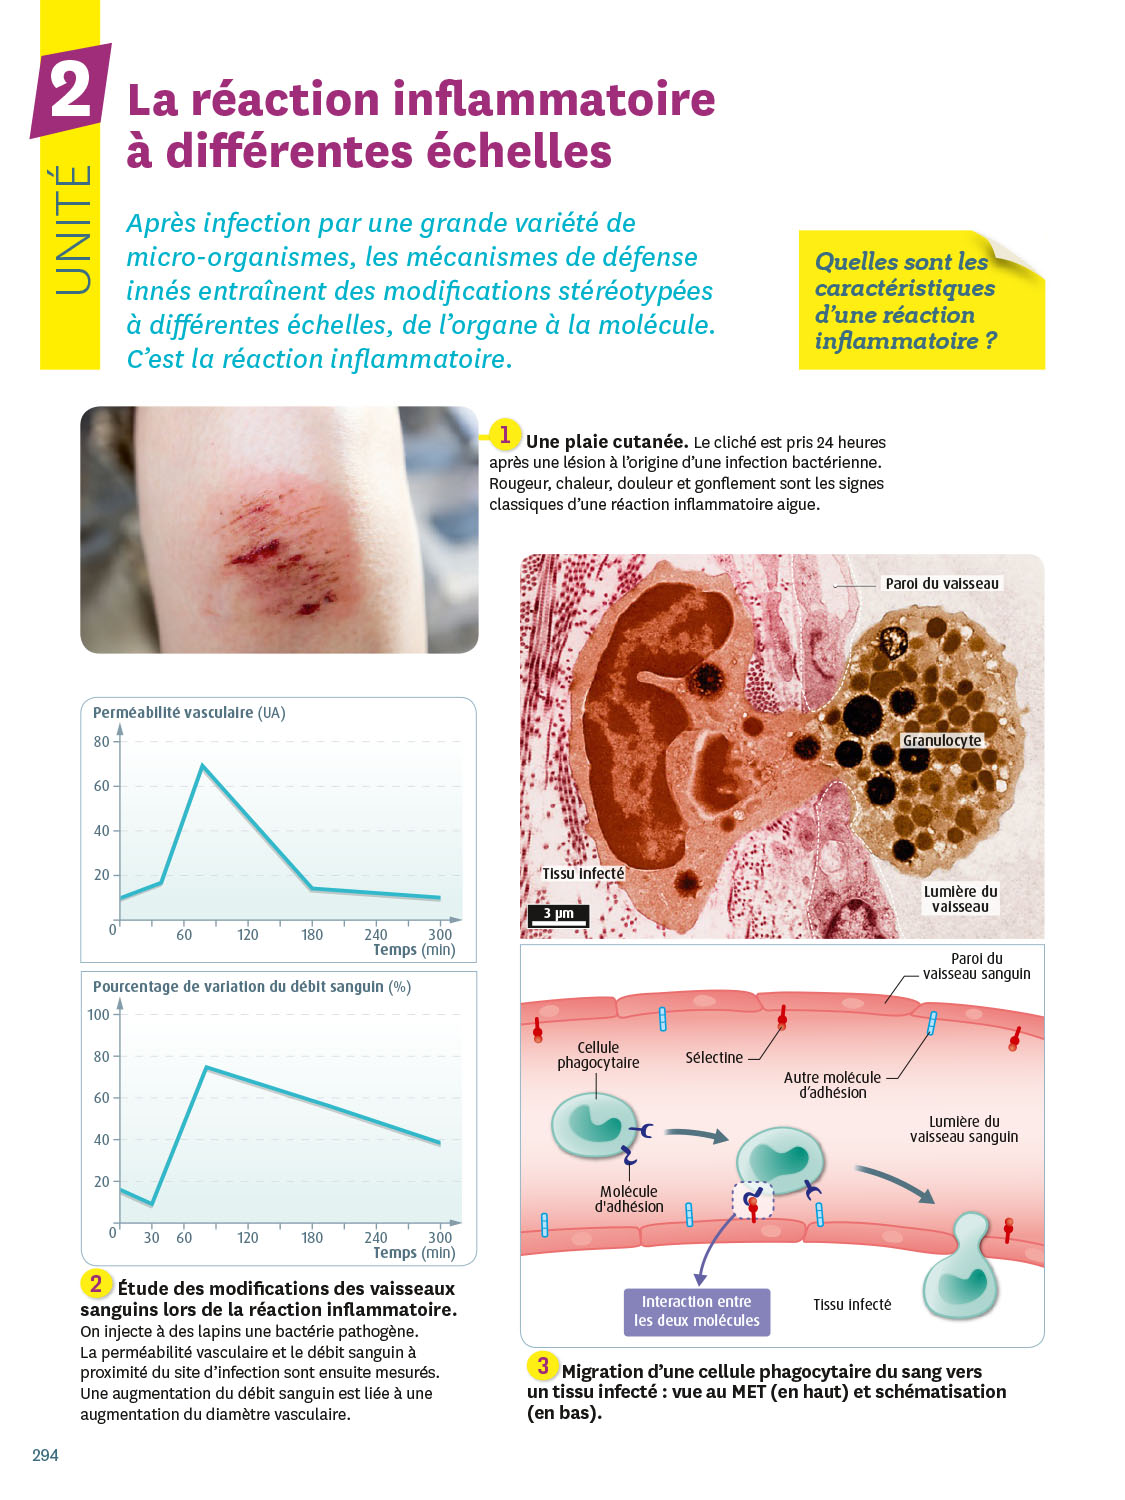 2
UNITÉ
La réaction inflammatoire
à différentes échelles
Après infection par une grande variété de
micro-organismes, les mécanismes de défense
innés entraînent des modifications stéréotypées
à différentes échelles, de l'organe à la molécule.
C'est la réaction inflammatoire.
Quelles sont les
caractéristiques
d'une réaction
inflammatoire ?
1 Une plaie cutanée. Le cliché est pris 24 heures
après une lésion à l'origine d'une infection bactérienne.
Rougeur, chaleur, douleur et gonflement sont les signes
classiques d'une réaction inflammatoire aigue.
Perméabilité vasculaire (UA)
80
60
40
20
0
60 120 180 240 300
Temps (min)
Pourcentage de variation du débit sanguin (%)
100
80
60
40
20
0
30 60 120 180 240 300
Temps (min)
2 Étude des modifications des vaisseaux
sanguins lors de la réaction inflammatoire.
On injecte à des lapins une bactérie pathogène.
La perméabilité vasculaire et le débit sanguin à
proximité du site d'infection sont ensuite mesurés.
Une augmentation du débit sanguin est liée à une
augmentation du diamètre vasculaire.
Paroi du vaisseau
Granulocyte
Tissu infecté
Lumière du
vaisseau
3 µm
Paroi du
vaisseau sanguin
Cellule
phagocytaire
Sélectine
Autre molécule
d'adhésion
Lumière du
vaisseau sanguin
Molécule
d'adhésion
Interaction entre
les deux molécules
Tissu infecté
3 Migration d'une cellule phagocytaire du sang vers
un tissu infecté : vue au MET (en haut) et schématisation
(en bas).
294